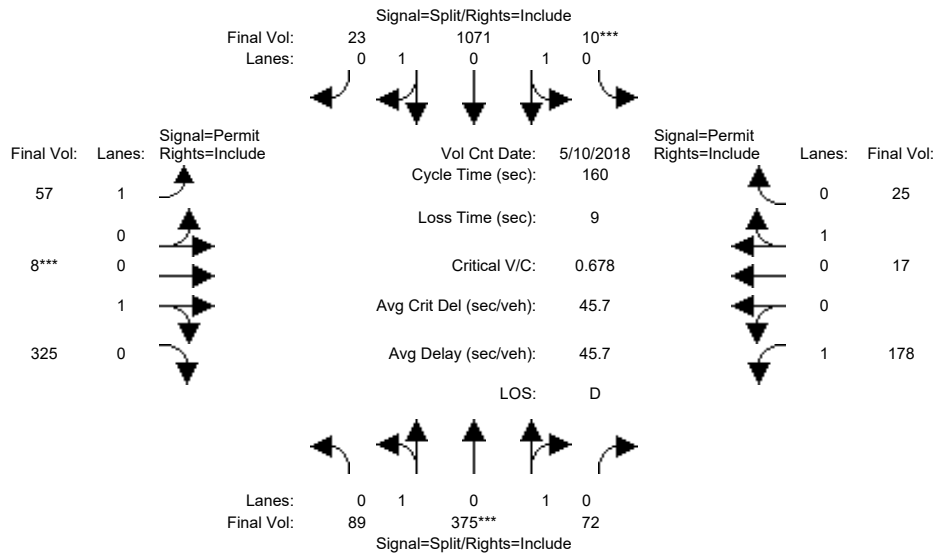 Signal=Split/Rights=Include
Final Vol: 23 1071 10***
Lanes: 0 1 0 1 0
Signal=Permit Signal=Permit
Final Vol: Lanes: Rights=Include Vol Cnt Date: 5/10/2018 Rights=Include Lanes: Final Vol:
Cycle Time (sec): 160
57 1 0 25
Loss Time (sec): 9
0 1
8*** 0 Critical V/C: 0.678 0 17
1 Avg Crit Del (sec/veh): 45.7 0
325 0 Avg Delay (sec/veh): 45.7 1 178
LOS: D
Lanes: 0 1 0 1 0
Final Vol: 89 375*** 72
Signal=Split/Rights=Include